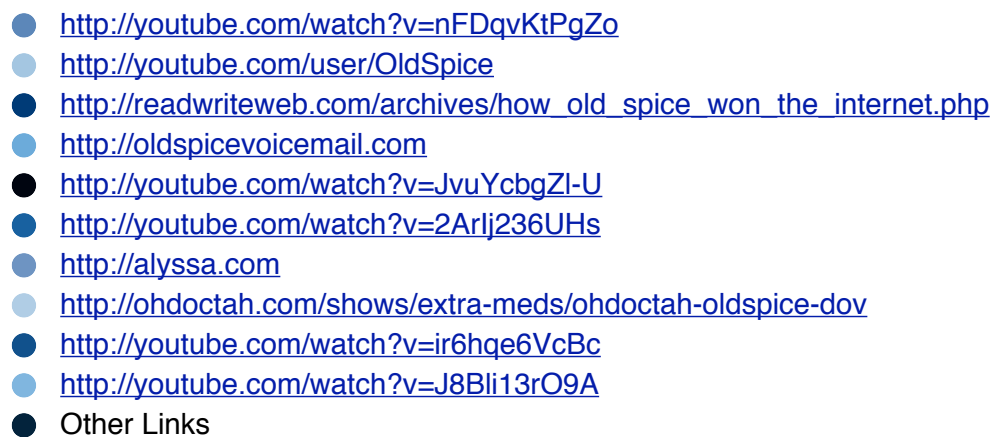 http://youtube.com/watch?v=nFDqvKtPgZo
http://youtube.com/user/OldSpice
http://readwriteweb.com/archives/how_old_spice_won_the_internet.php
http://oldspicevoicemail.com
http://youtube.com/watch?v=JvuYcbgZl-U
http://youtube.com/watch?v=2ArIj236UHs
http://alyssa.com
http://ohdoctah.com/shows/extra-meds/ohdoctah-oldspice-dov
http://youtube.com/watch?v=ir6hqe6VcBc
http://youtube.com/watch?v=J8Bli13rO9A
Other Links